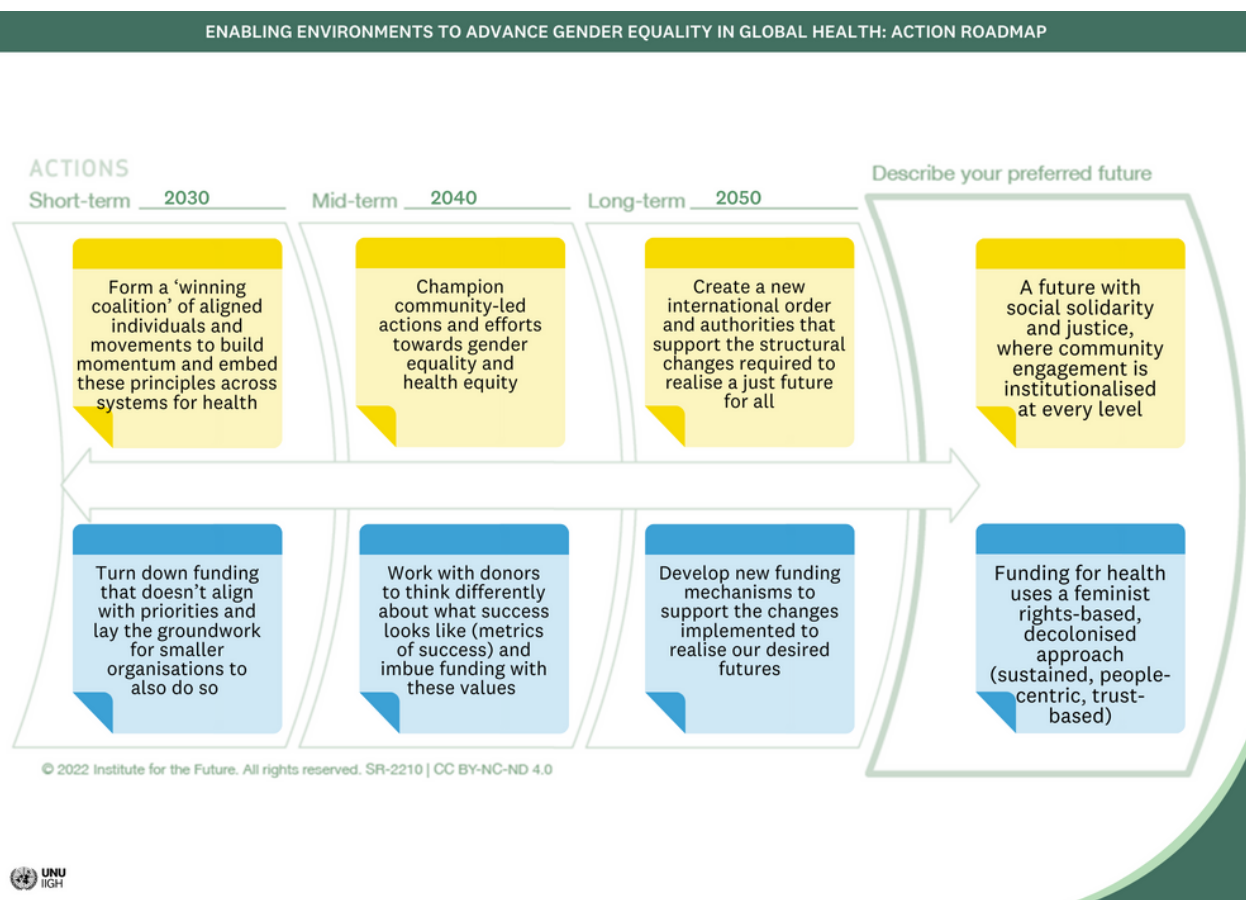 ENABLING ENVIRONMENTS TO ADVANCE GENDER EQUALITY IN GLOBAL HEALTH: ACTION ROADMAP
ACTIONS
Short-term 2030
Mid-term 2040
Long-term 2050
Describe your preferred future
Form a ‘winning
coalition’ of aligned
individuals and
movements to build
momentum and embed
these principles across
systems for health
Champion
community-led
actions and efforts
towards gender
equality and
health equity
Create a new
international order
and authorities that
support the structural
changes required to
realise a just future
for all
A future with
social solidarity
and justice,
where community
engagement is
institutionalised
at every level
Turn down funding
that doesn’t align
with priorities and
lay the groundwork
for smaller
organisations to
also do so
Work with donors
to think differently
about what success
looks like (metrics
of success) and
imbue funding with
these values
Develop new funding
mechanisms to
support the changes
implemented to
realise our desired
futures
Funding for health
uses a feminist
rights-based,
decolonised
approach
(sustained, people-
centric, trust-
based)
© 2022 Institute for the Future. All rights reserved. SR-2210 | CC BY-NC-ND 4.0
UNU
IIGH